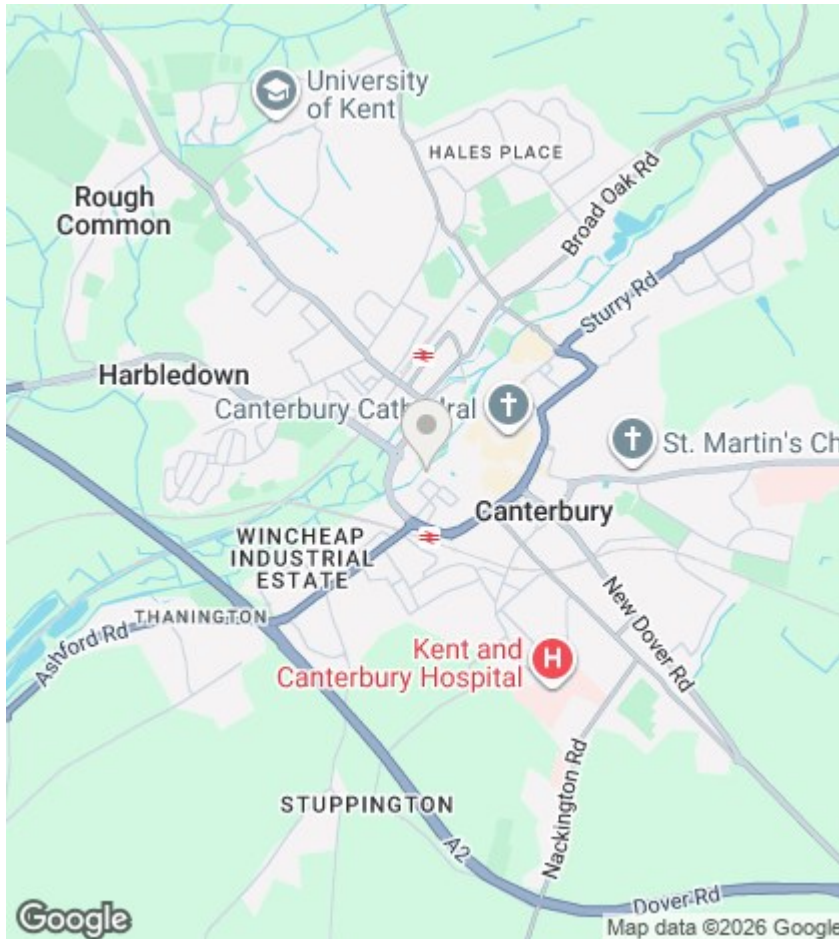 University
of Kent
HALES PLACE
Rough
Common
Broad Oak Rd
Sturry Rd
Harbledown
Canterbury Cathedral
St. Martin's Ch
Canterbury
WINCHEAP
INDUSTRIAL
ESTATE
THANINGTON
Ashford Rd
New Dover Rd
Kent and
Canterbury Hospital
H
Nackington Rd
STUPPINGTON
A2
Dover Rd
Google
Map data ©2026 Google